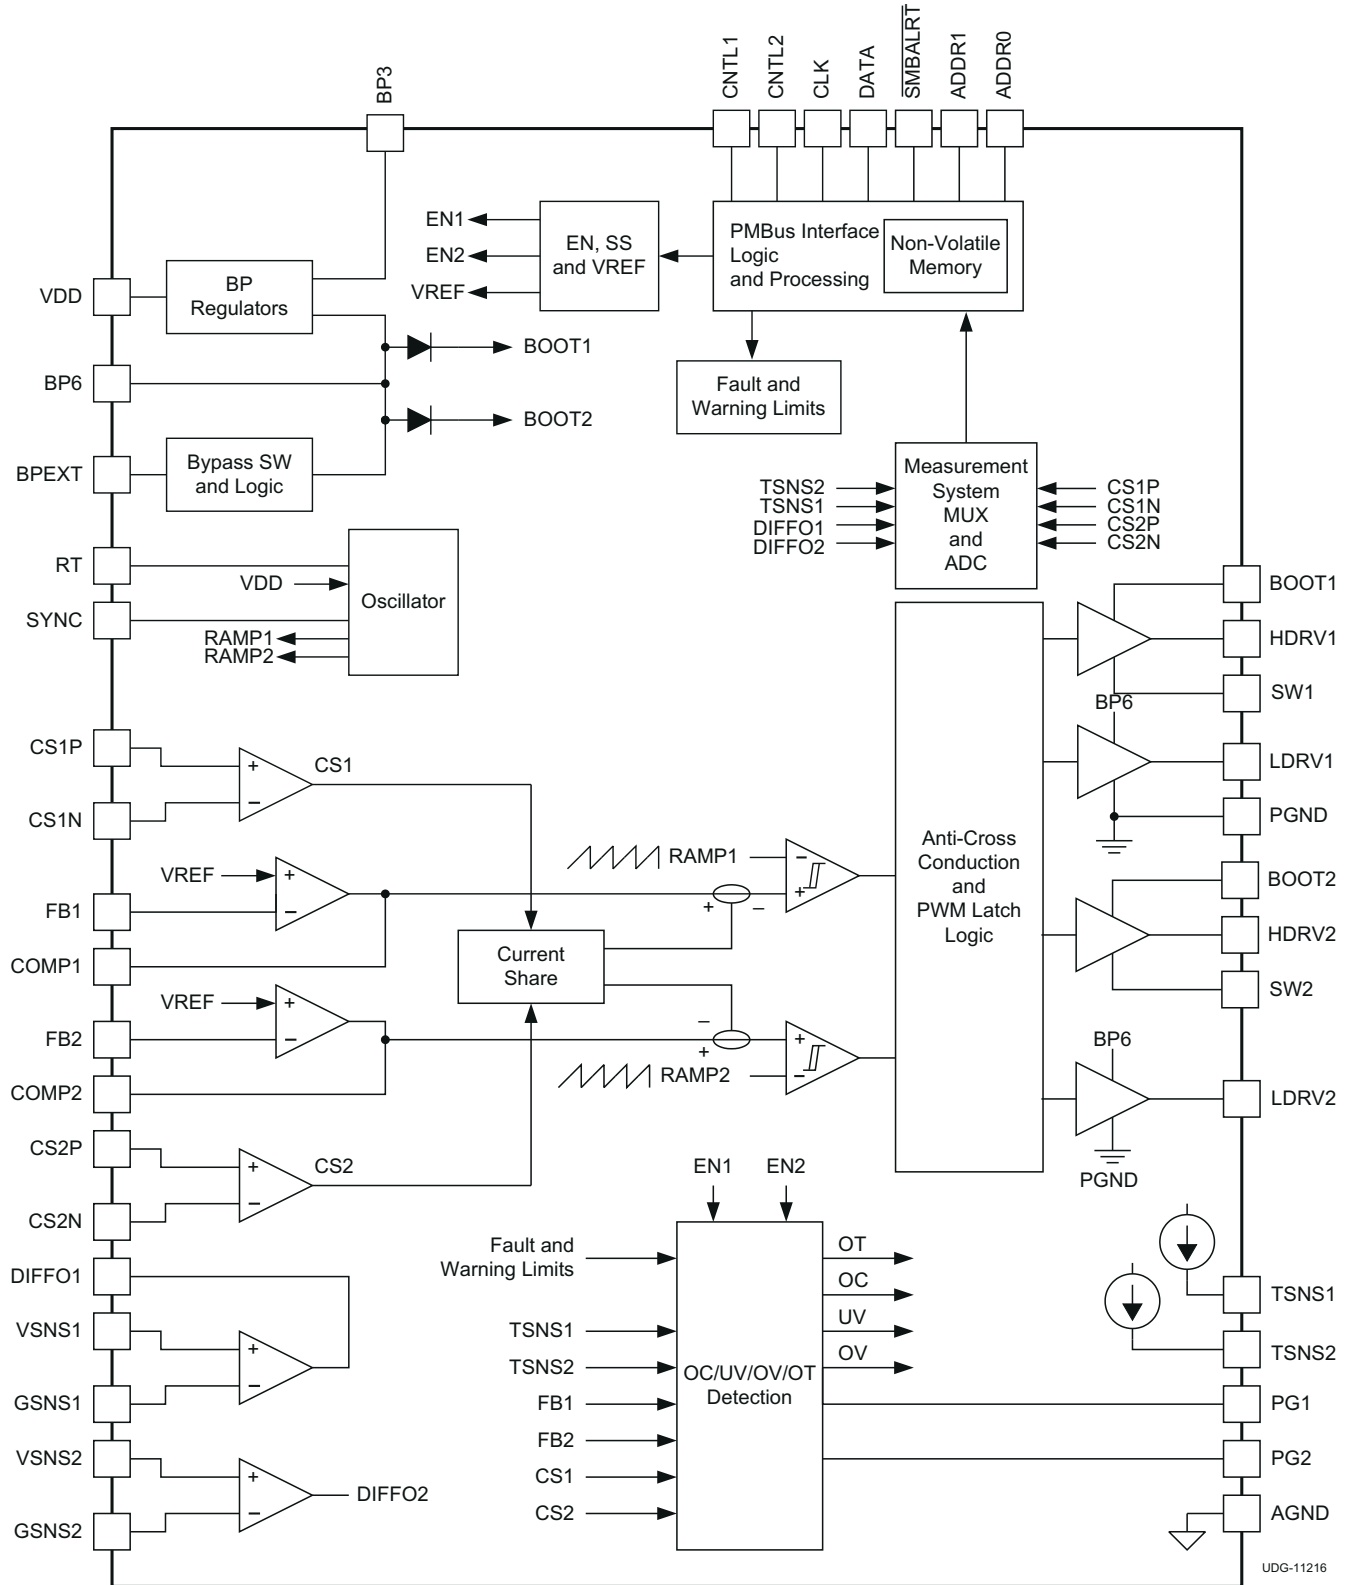 BP3
CNTL1
CNTL2
CLK
DATA
SMBALRT
ADDR1
ADDR0
EN1
EN2
VREF
EN, SS
and VREF
PMBus Interface
Logic
and Processing
Non-Volatile
Memory
VDD
BP
Regulators
BOOT1
BP6
BOOT2
Fault and
Warning Limits
BPEXT
Bypass SW
and Logic
TSNS2
TSNS1
DIFFO1
DIFFO2
Measurement
System
MUX
and
ADC
CS1P
CS1N
CS2P
CS2N
RT
VDD
SYNC
RAMP1
RAMP2
Oscillator
BOOT1
HDRV1
SW1
BP6
LDRV1
PGND
CS1P
+
−
CS1
CS1N
VREF
+
−
FB1
COMP1
RAMP1
−
+
+
−
Anti-Cross
Conduction
and
PWM Latch
Logic
BOOT2
HDRV2
SW2
Current
Share
VREF
+
−
FB2
COMP2
−
+
+
−
RAMP2
BP6
LDRV2
PGND
CS2P
+
−
CS2
CS2N
EN1
EN2
DIFFO1
VSNS1
+
−
GSNS1
VSNS2
+
−
DIFFO2
GSNS2
Fault and
Warning Limits
TSNS1
TSNS2
FB1
FB2
CS1
CS2
OC/UV/OV/OT
Detection
OT
OC
UV
OV
TSNS1
TSNS2
PG1
PG2
AGND
UDG-11216